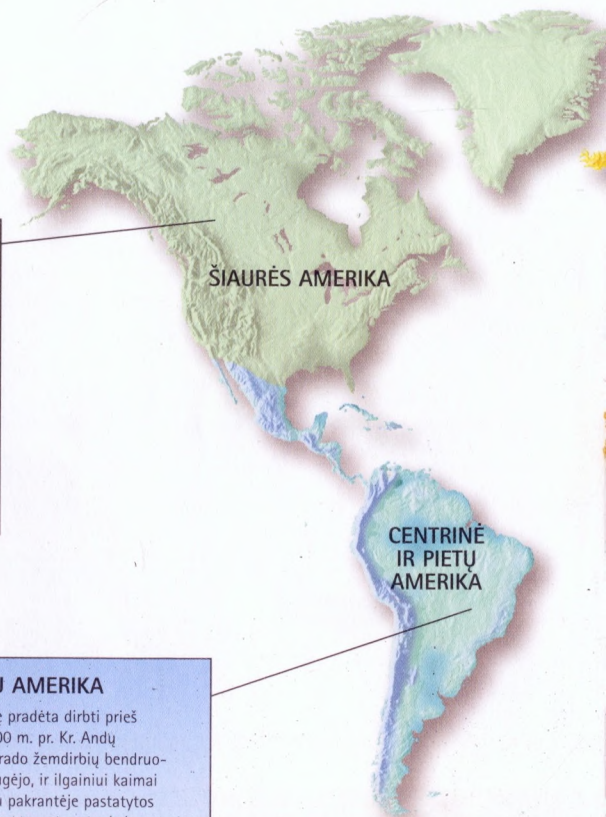 ŠIAURĖS AMERIKA
CENTRINĖ
IR PIETŲ
AMERIKA
AMERIKA
pradėta dirbti prieš
m. pr. Kr. Andų
žemdirbių
ir ilgainiui kaimai
pakrantėje pastatytos